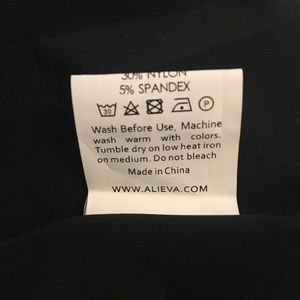 30% NYLON
5% SPANDEX
30 P
Wash Before Use, Machine
wash warm with colors.
Tumble dry on low heat iron
on medium. Do not bleach
Made in China
WWW.ALIEVA.COM